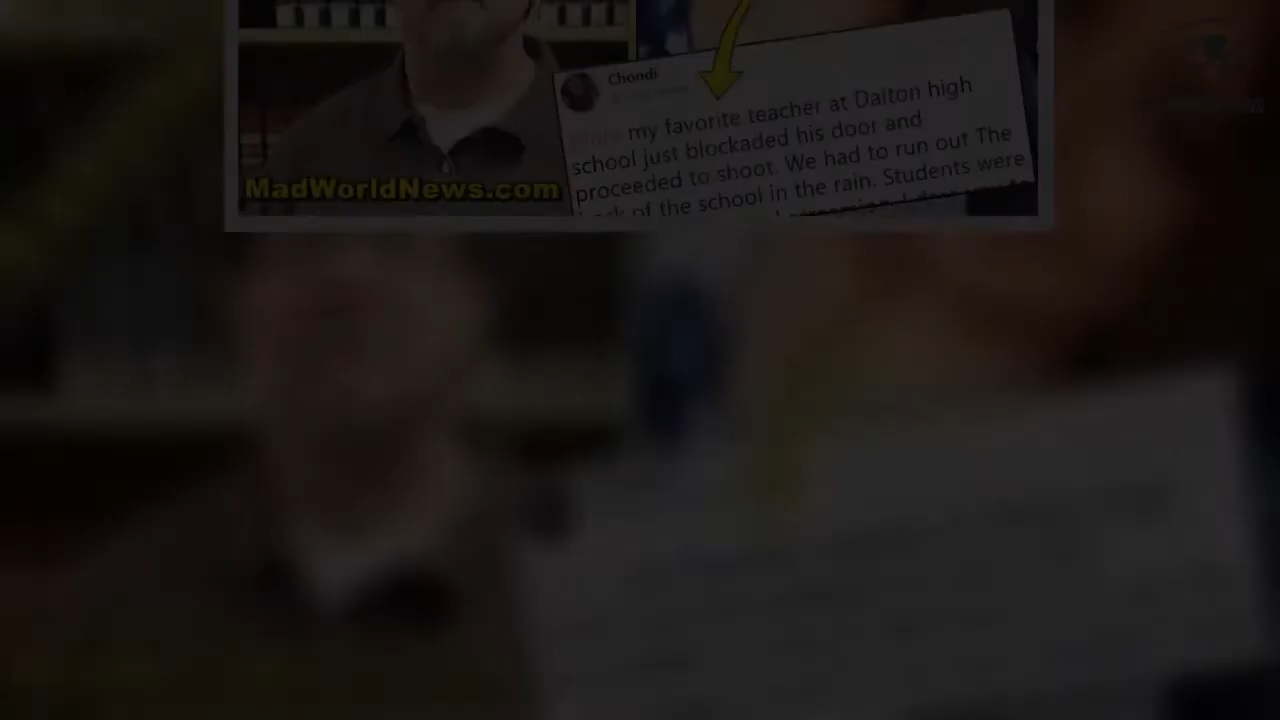 Chondi
my favorite teacher at Dalton high
school just blockaded his door and
proceeded to shoot. We had to run out The
of the school in the rain. Students were
MadWorldNews.com